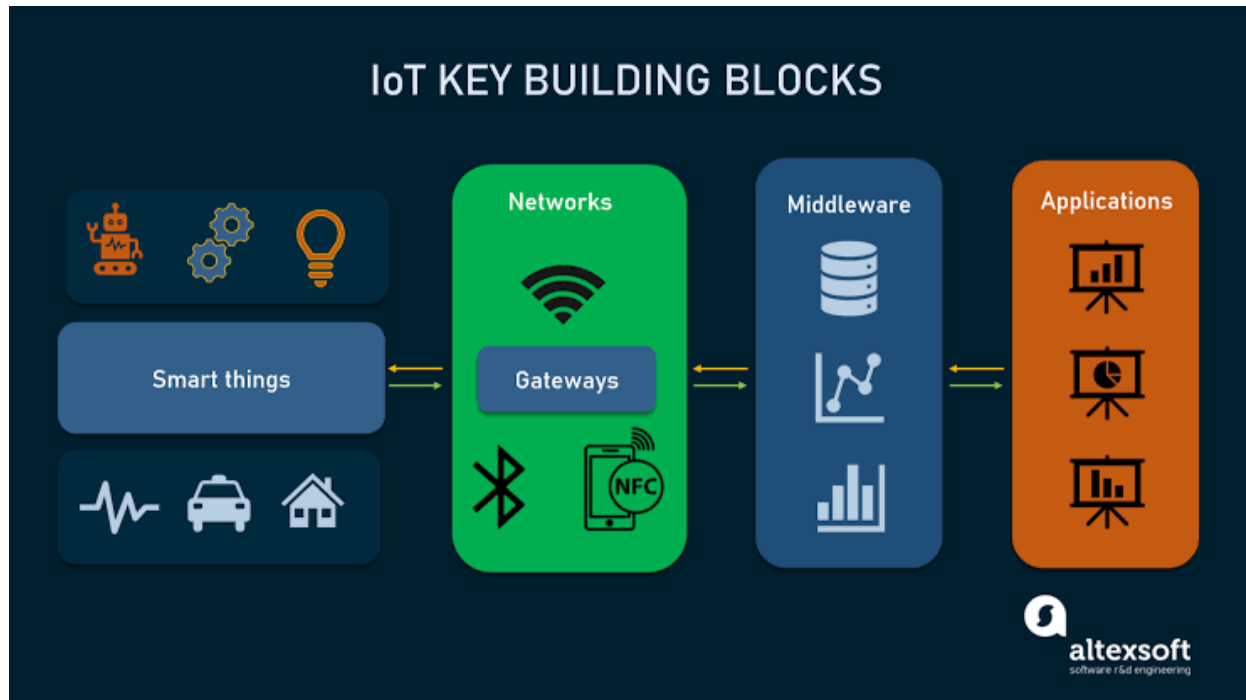 IoT KEY BUILDING BLOCKS
Smart things
Networks
Gateways
NFC
Middleware
Applications
altexsoft
software r&d engineering